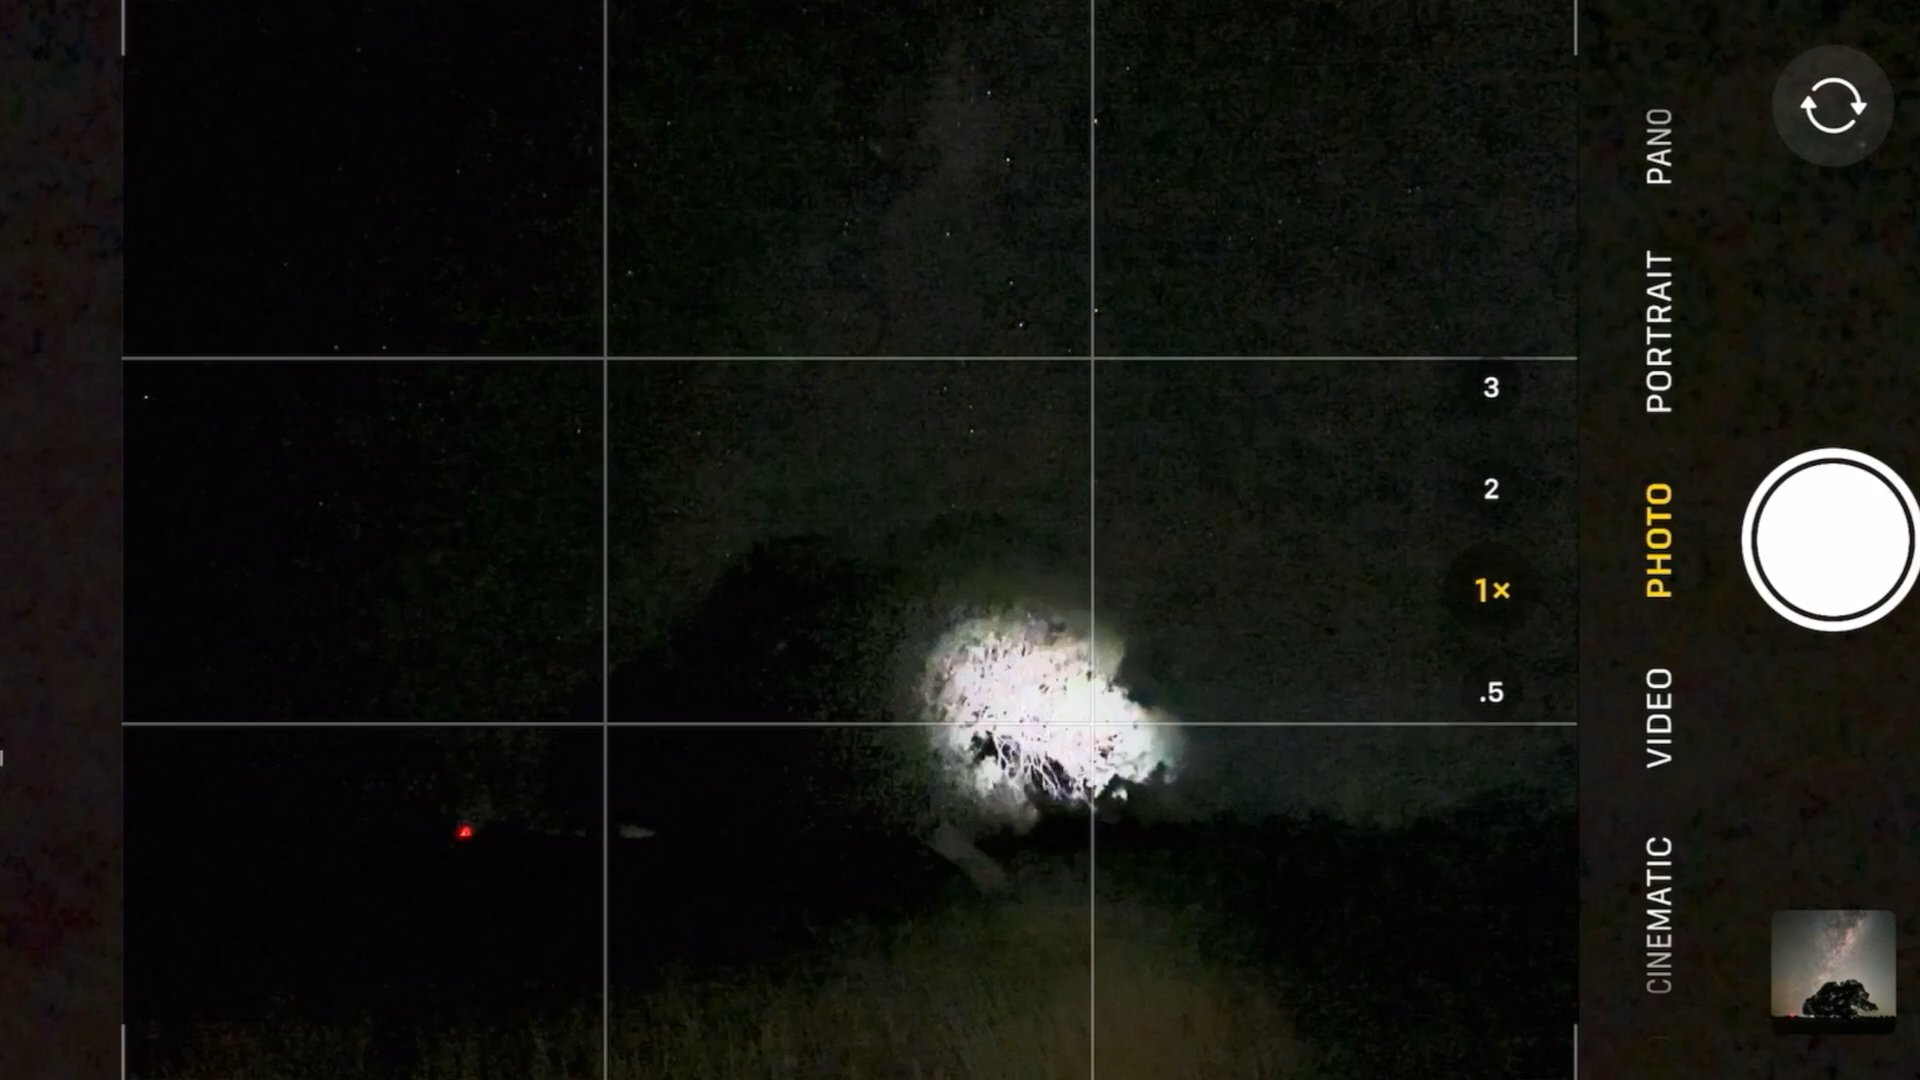 3
2
1×
.5
PANO
PORTRAIT
PHOTO
VIDEO
CINEMATIC